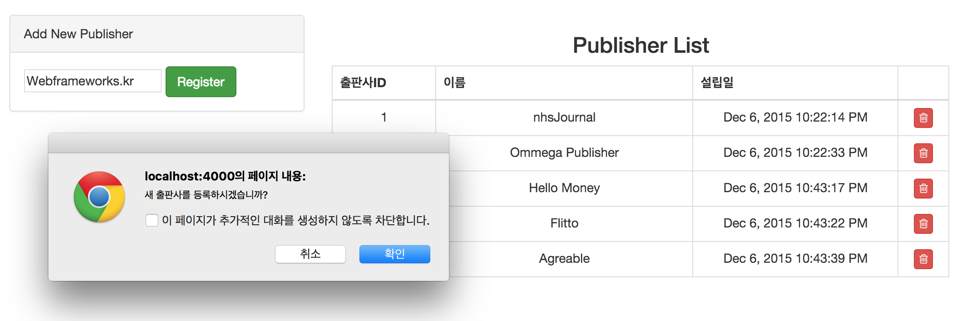 Add New Publisher
Webframeworks.kr Register
localhost:4000의 페이지 내용:
새 출판사를 등록하시겠습니까?
이 페이지가 추가적인 대화를 생성하지 않도록 차단합니다.
취소 확인
Publisher List
출판사ID 이름 설립일
1 nhsJournal Dec 6, 2015 10:22:14 PM
Ommega Publisher Dec 6, 2015 10:22:33 PM
Hello Money Dec 6, 2015 10:43:17 PM
Flitto Dec 6, 2015 10:43:22 PM
Agreable Dec 6, 2015 10:43:39 PM